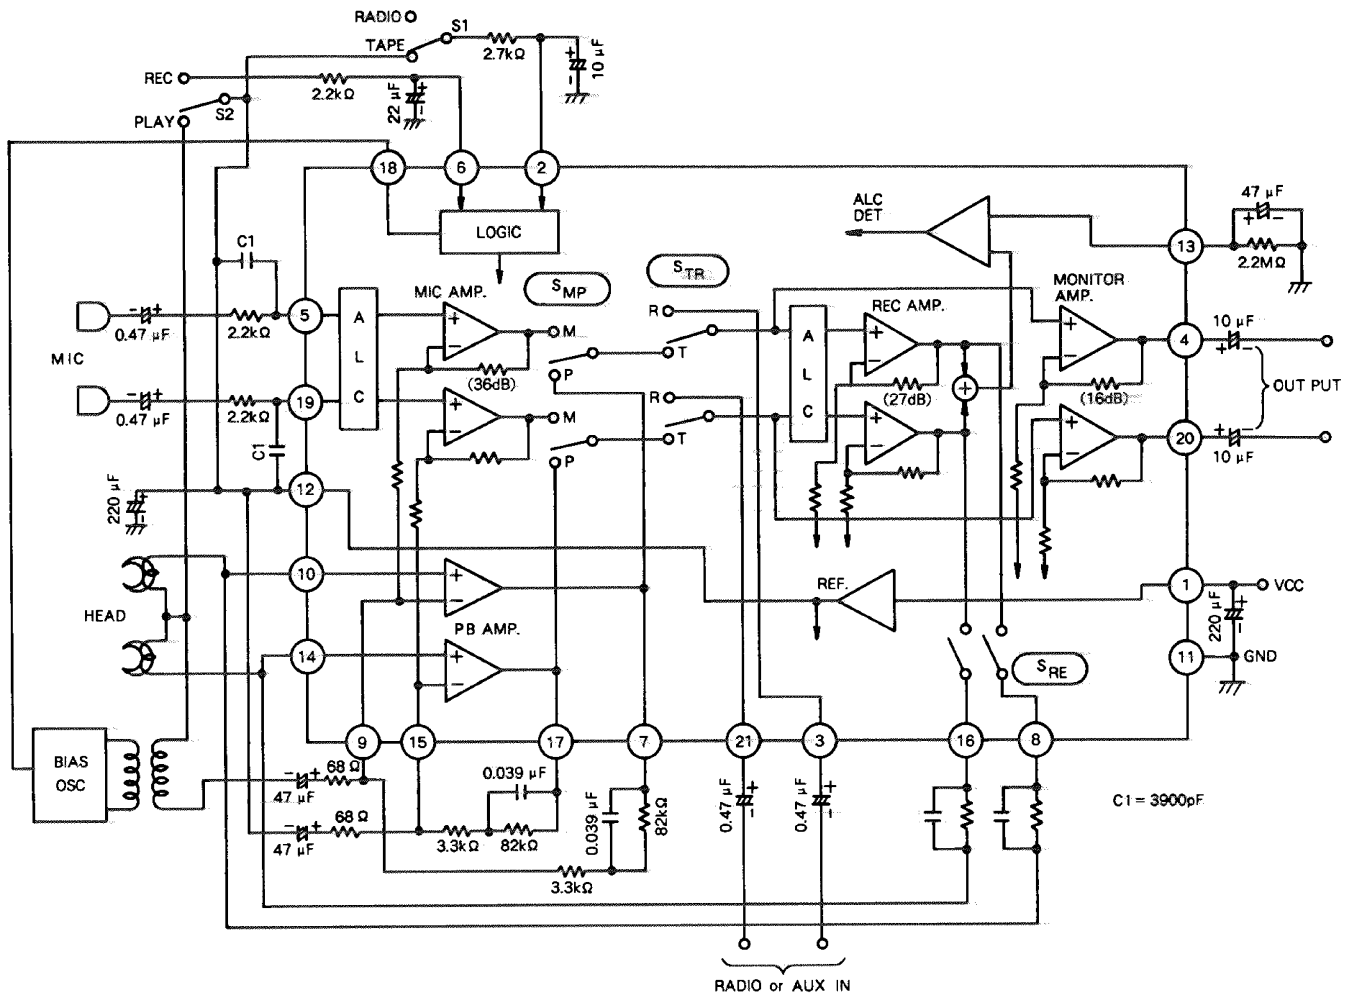 RADIO
S1
TAPE
2.7kΩ
+
-
10 µF
REC
2.2kΩ
22 µF
+
-
S2
PLAY
18
6
2
LOGIC
ALC
DET
47 µF
+ -
13
2.2MΩ
C1
S MP
S TR
MIC AMP.
REC AMP.
MONITOR
AMP.
- +
0.47 µF
2.2kΩ
5
A
L
C
+
-
(36dB)
M
P
R
T
A
L
C
+
-
(27dB)
+
+
-
(16dB)
4
10 µF
+ -
MIC
OUT PUT
- +
0.47 µF
2.2kΩ
19
+
-
M
P
R
T
+
-
+
-
20
+ -
10 µF
C1
220 µF
+
-
12
10
+
-
REF.
1
VCC
HEAD
PB AMP.
14
+
-
220 µF
+
-
S RE
11
GND
9
15
17
7
21
3
16
8
BIAS
OSC
- +
47 µF
68 Ω
0.039 µF
- +
47 µF
68 Ω
3.3kΩ
82kΩ
0.039 µF
82kΩ
3.3kΩ
0.47 µF
+
-
0.47 µF
+
-
C1 = 3900pF
RADIO or AUX IN